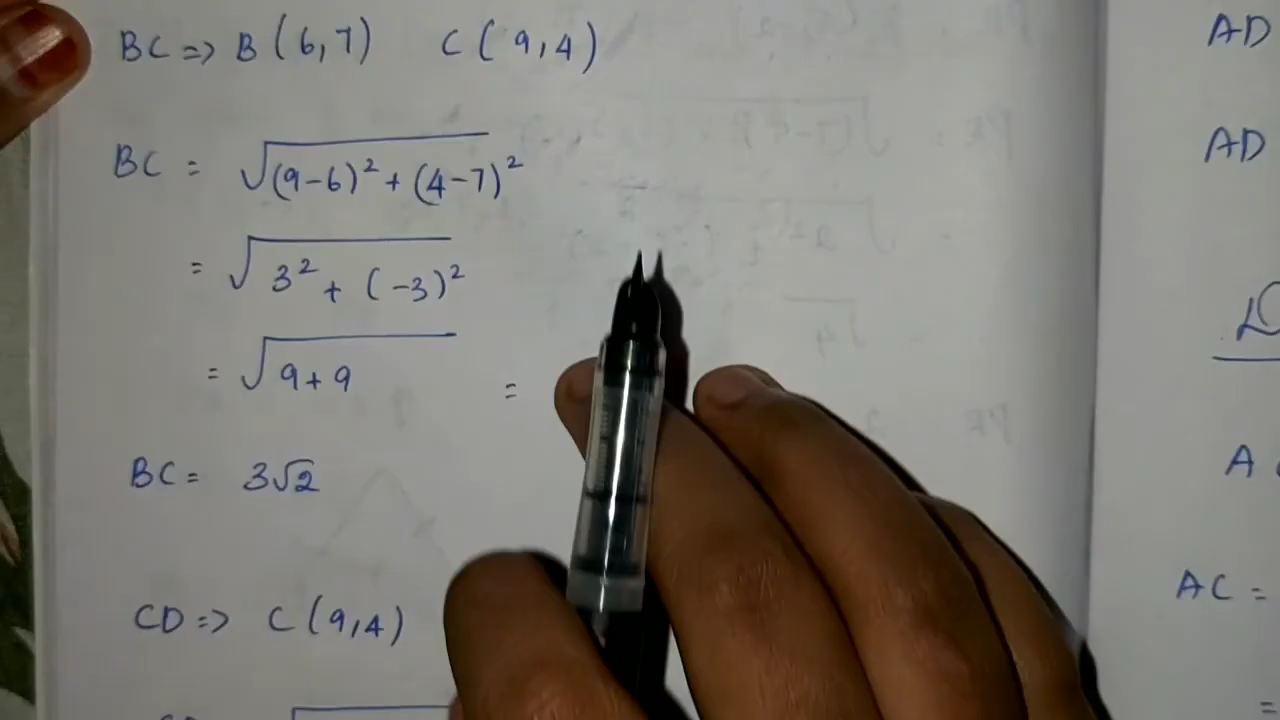 BC => B(6,7) C(9,4)
BC = √(9-6)² + (4-7)²
= √3² + (-3)²
= √9+9 =
BC = 3√2
CD => C(9,4)
AD
AD
A
AC =
=